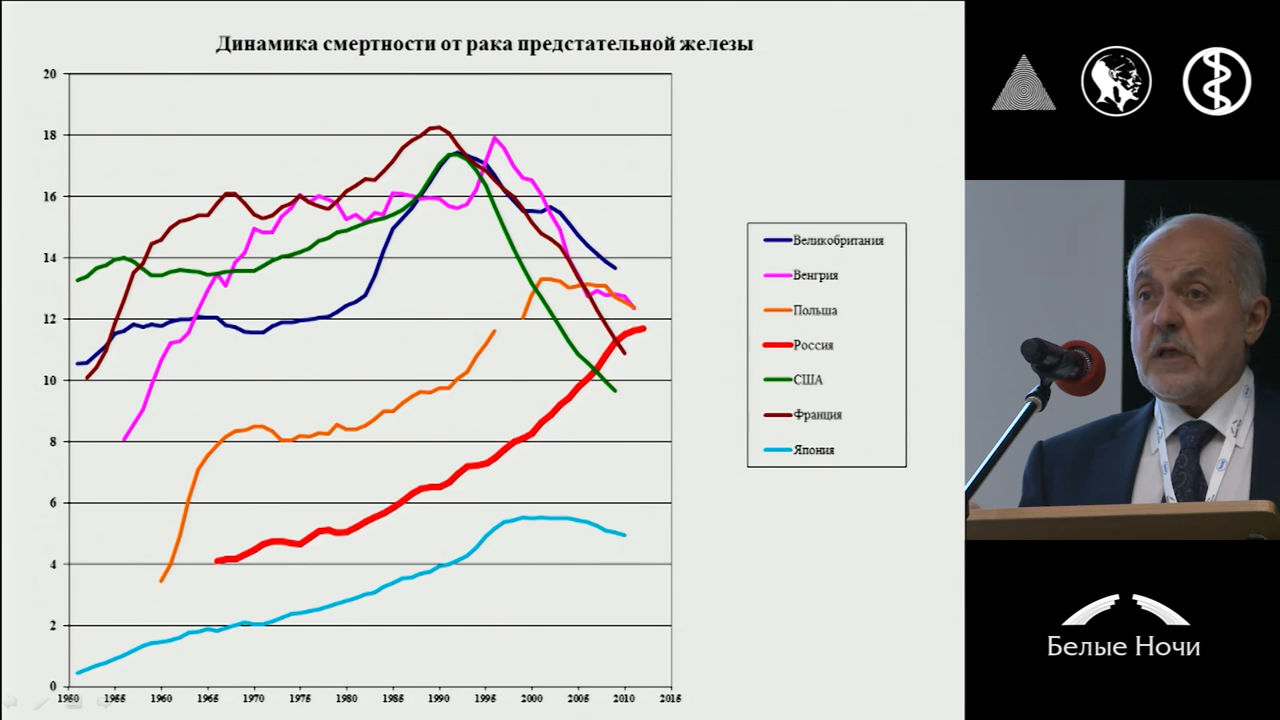 Динамика смертности от рака предстательной железы
20
18
16
14
12
10
8
6
4
2
0
1950 1955 1960 1965 1970 1975 1980 1985 1990 1995 2000 2005 2010 2015
Великобритания
Венгрия
Польша
Россия
США
Франция
Япония
Белые Ночи